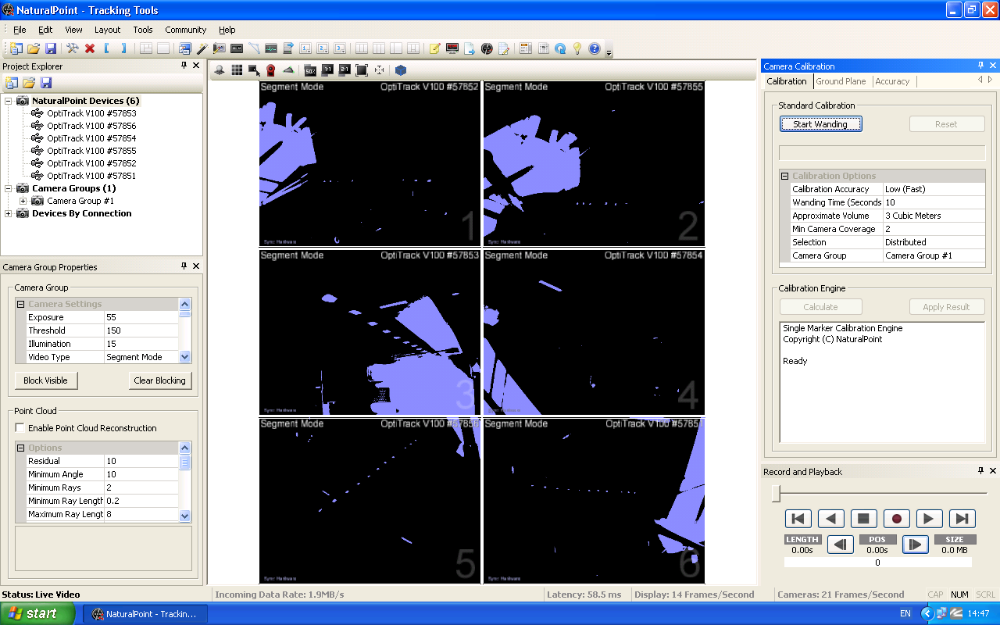 NaturalPoint - Tracking Tools
File Edit View Layout Tools Community Help
Project Explorer
NaturalPoint Devices (6)
OptiTrack V100 #57853
OptiTrack V100 #57856
OptiTrack V100 #57854
OptiTrack V100 #57855
OptiTrack V100 #57852
OptiTrack V100 #57851
Camera Groups (1)
Camera Group #1
Devices By Connection
Camera Group Properties
Camera Group
Camera Settings
Exposure 55
Threshold 150
Illumination 15
Video Type Segment Mode
Block Visible Clear Blocking
Point Cloud
Enable Point Cloud Reconstruction
Options
Residual 10
Minimum Angle 10
Minimum Rays 2
Minimum Ray Length 0.2
Maximum Ray Lengt 8
50% 1:1 2:1
Segment Mode OptiTrack V100 #57852
1
Sync Hardware
Segment Mode OptiTrack V100 #57855
2
Sync Hardware
Segment Mode OptiTrack V100 #57853
3
Sync Hardware
Segment Mode OptiTrack V100 #57854
4
Sync Hardware
Segment Mode OptiTrack V100 #57856
5
Sync Hardware
Segment Mode OptiTrack V100 #57851
6
Sync Hardware
Camera Calibration
Calibration Ground Plane Accuracy
Standard Calibration
Start Wanding Reset
Calibration Options
Calibration Accuracy Low (Fast)
Wanding Time (Seconds 10
Approximate Volume 3 Cubic Meters
Min Camera Coverage 2
Selection Distributed
Camera Group Camera Group #1
Calibration Engine
Calculate Apply Result
Single Marker Calibration Engine
Copyright (C) NaturalPoint
Ready
Record and Playback
LENGTH POS SIZE
0.00s 0.00s 0.0 MB
0
Status: Live Video Incoming Data Rate: 1.9MB/s Latency: 58.5 ms Display: 14 Frames/Second Cameras: 21 Frames/Second CAP NUM SCRL
start NaturalPoint - Trackin... EN 14:47